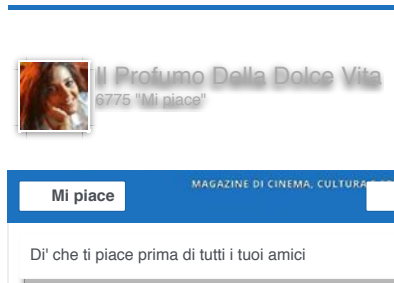 Il Profumo Della Dolce Vita
6775 "Mi piace"
MAGAZINE DI CINEMA, CULTURA
Mi piace
Di' che ti piace prima di tutti i tuoi amici